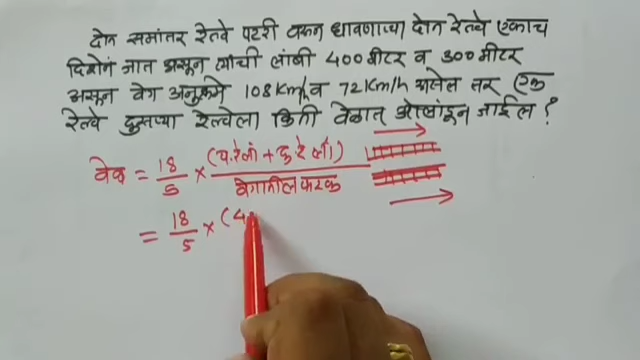 दोन समांतर रेल्वे पटरी वरून धावणाऱ्या दोन रेल्वे एकाच
दिशेने जात असून त्यांची लांबी 400 मीटर व 300 मीटर
असून वेग अनुक्रमे 108 Km/h व 72 Km/h असेल तर एक
रेल्वे दुसऱ्या रेल्वेला किती वेळात ओलांडून जाईल ?
वेळ = 18/5 × (प.रे.लां + दु.रे.लां) / वेगातील फरक
= 18/5 × (4